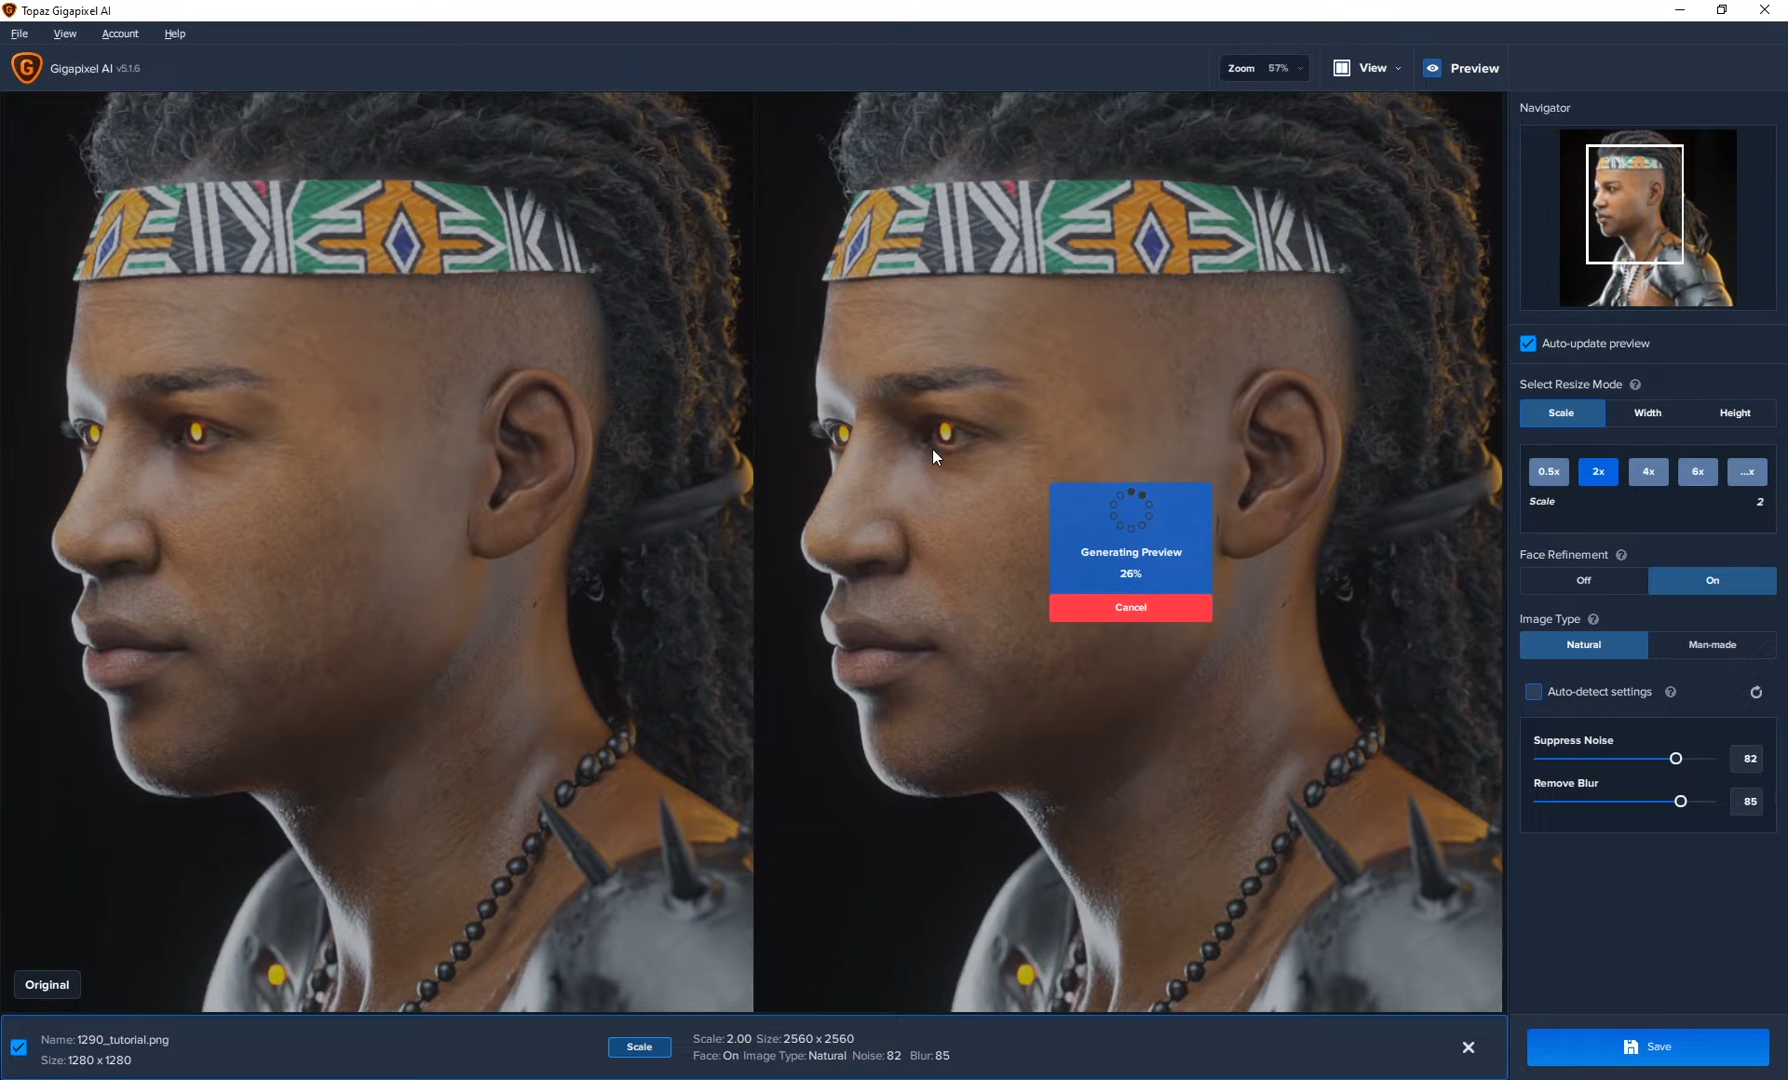 Topaz Gigapixel AI
File View Account Help
Gigapixel AI v5.1.6
Zoom 57%
View
Preview
Navigator
Auto-update preview
Select Resize Mode ?
Scale Width Height
0.5x 2x 4x 6x ...x
Scale 2
Face Refinement ?
Off On
Image Type ?
Natural Man-made
Auto-detect settings ?
Suppress Noise
82
Remove Blur
85
Generating Preview
26%
Cancel
Original
Name: 1290_tutorial.png
Size: 1280 x 1280
Scale
Scale: 2.00 Size: 2560 x 2560
Face: On Image Type: Natural Noise: 82 Blur: 85
Save